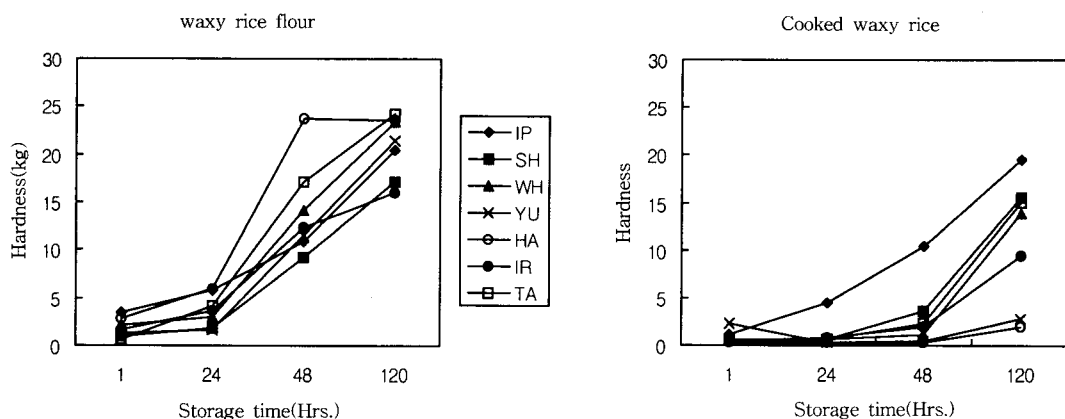 waxy rice flour
Hardness(kg)
30
25
20
15
10
5
0
1 24 48 120
Storage time(Hrs.)
IP
SH
WH
YU
HA
IR
TA
Cooked waxy rice
Hardness
30
25
20
15
10
5
0
1 24 48 120
Storage time(Hrs.)